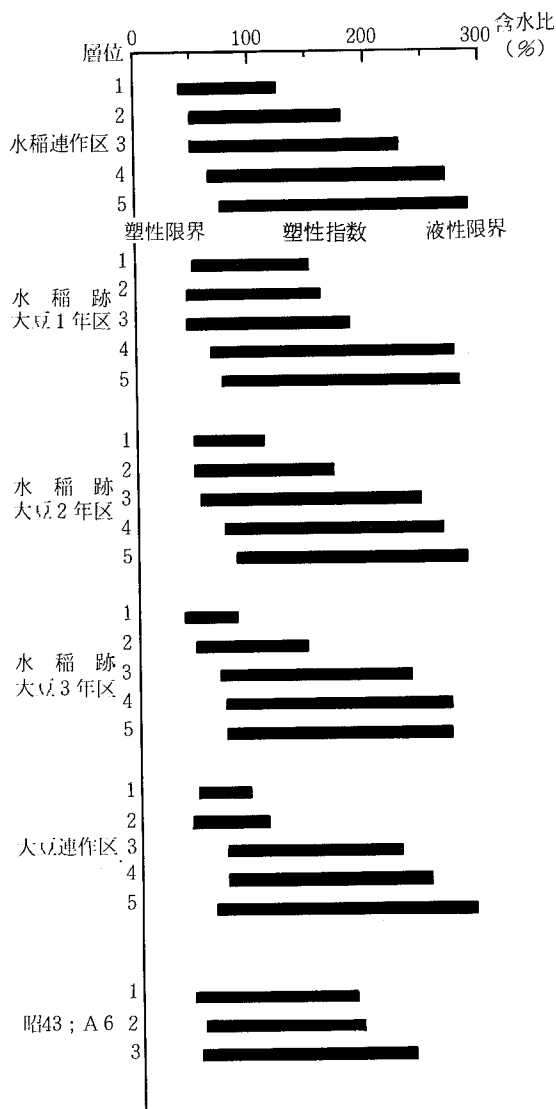 0 100 200 300 含水比
層位 (%)
1
2
水稲連作区 3
4
5
塑性限界 塑性指数 液性限界
1
水稲跡 2
大豆1年区 3
4
5
1
水稲跡 2
大豆2年区 3
4
5
1
水稲跡 2
大豆3年区 3
4
5
1
2
大豆連作区 3
4
5
1
昭43；A6 2
3